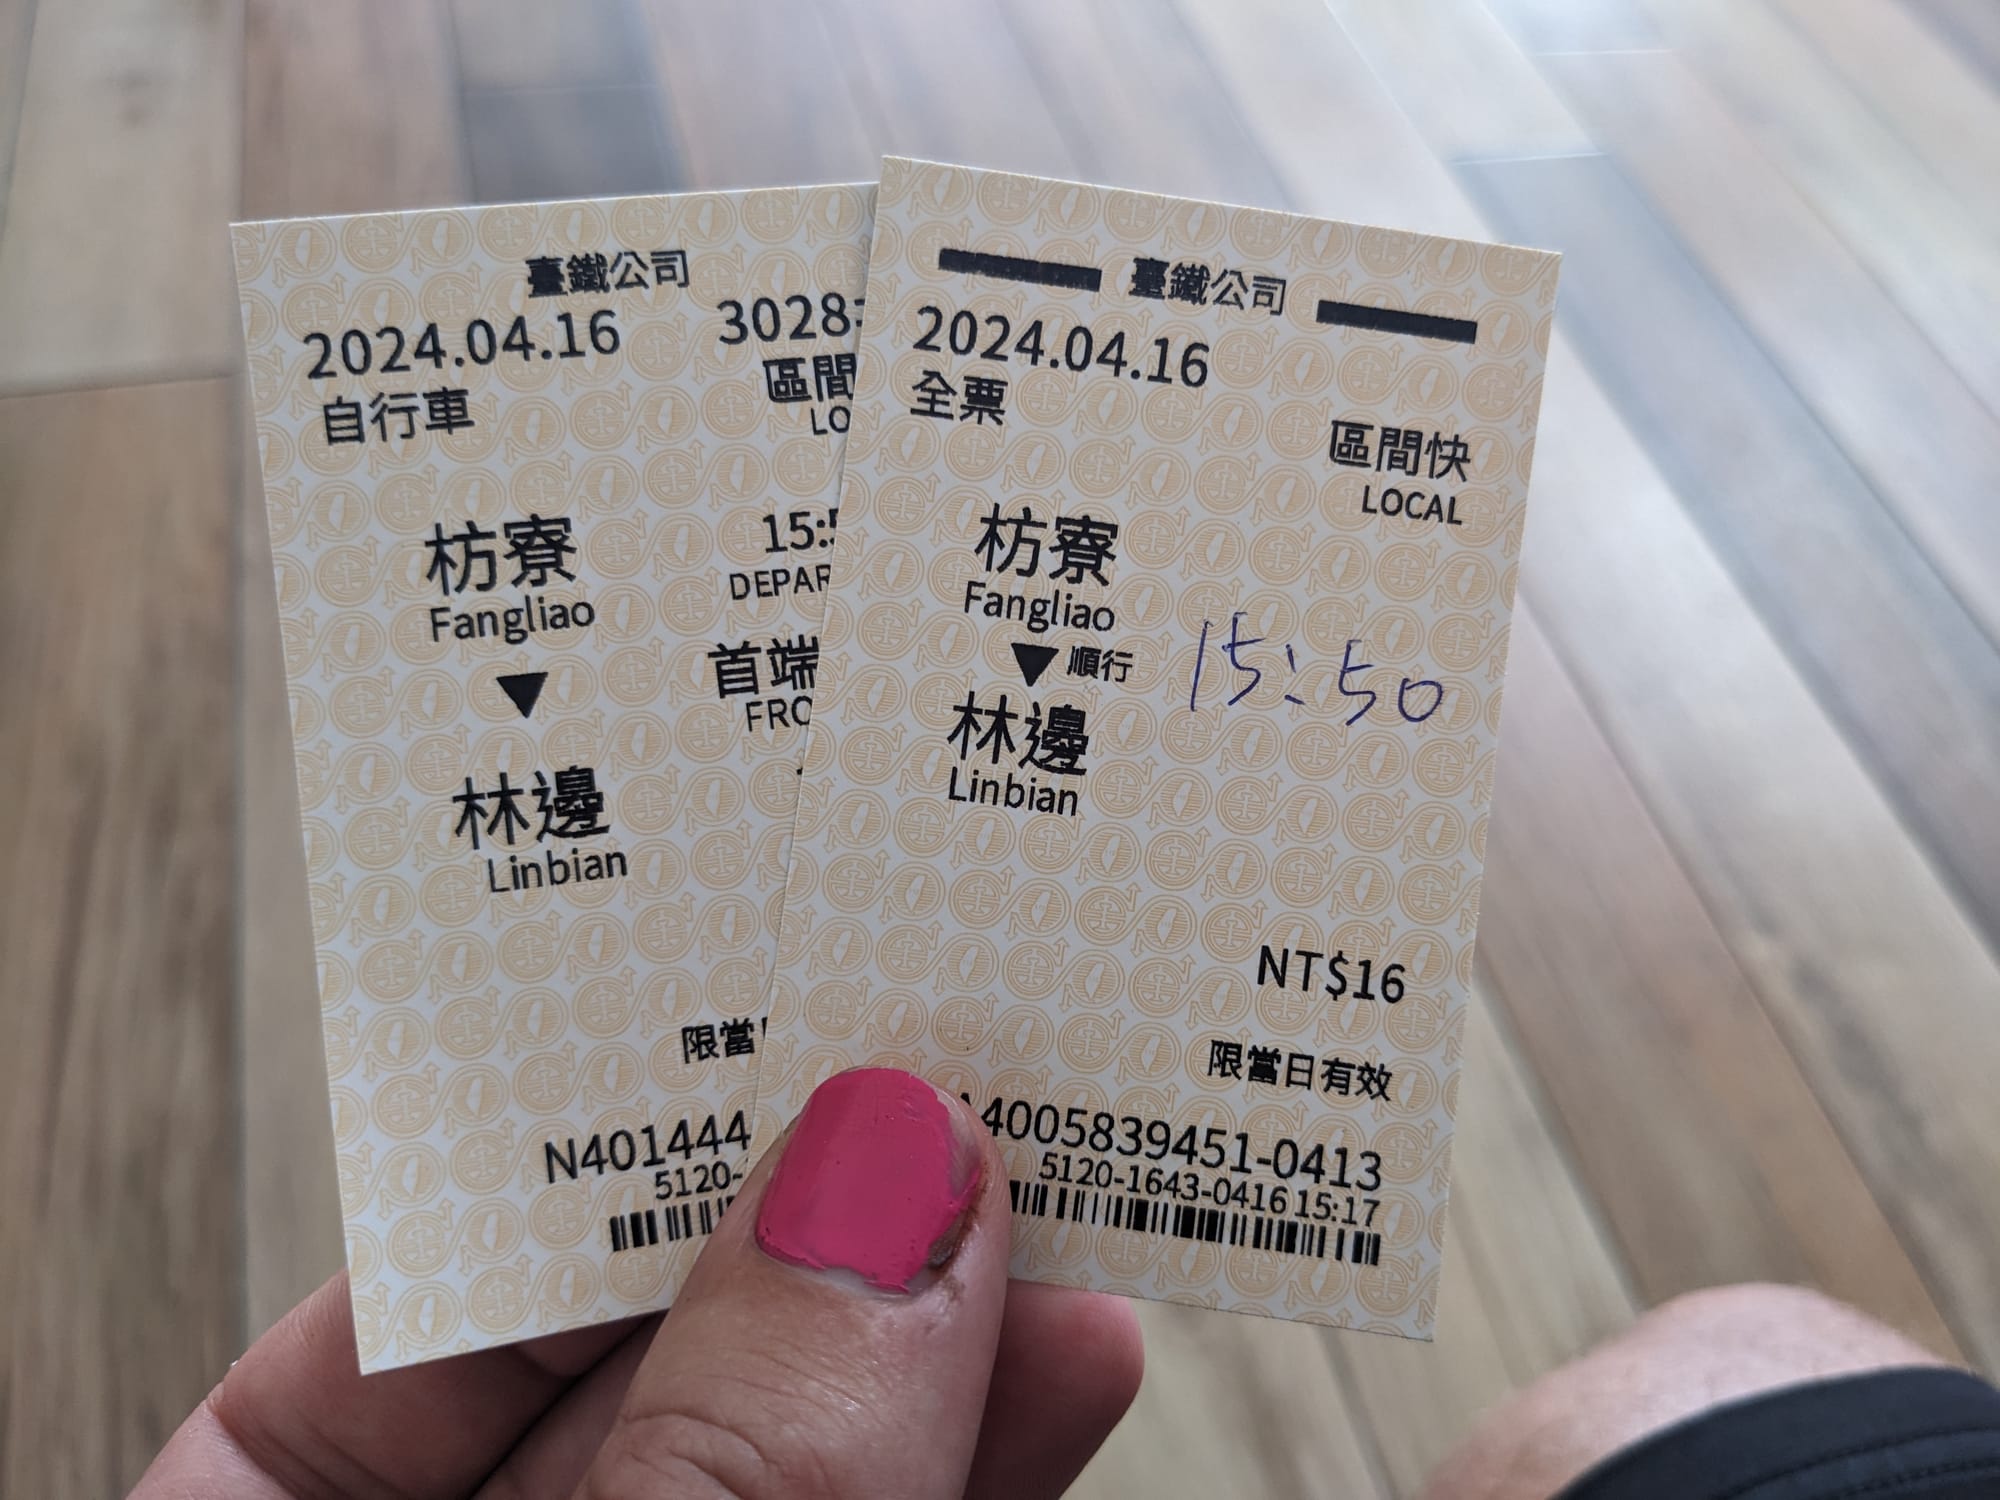 臺鐵公司
2024.04.16
3028
自行車
區間
LO
枋寮
15:5
Fangliao
DEPAR
首端
FRO
林邊
Linbian
限當
N401444
5120-
臺鐵公司
2024.04.16
全票
區間快
LOCAL
枋寮
Fangliao
順行
15:50
林邊
Linbian
NT$16
限當日有效
4005839451-0413
5120-1643-0416 15:17